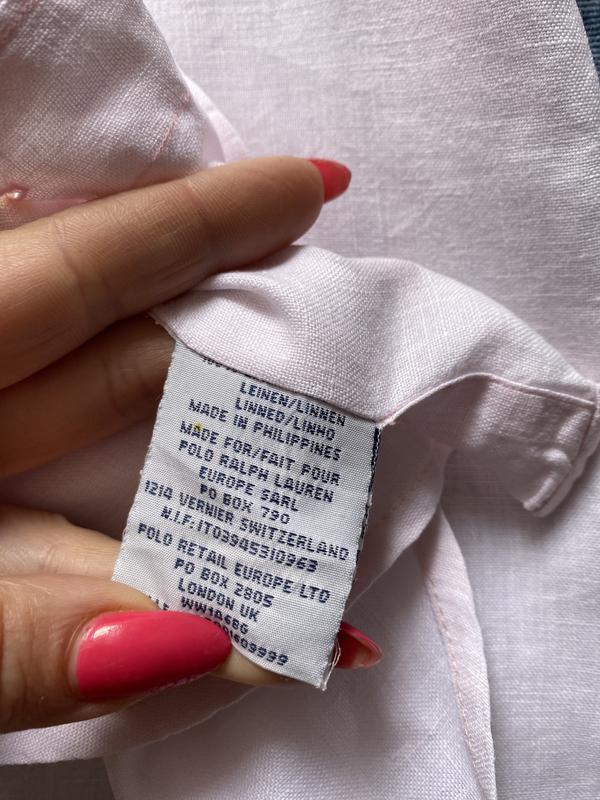 LEINEN/LINNEN
LINNED/LINHO
MADE IN PHILIPPINES
MADE FOR/FAIT POUR
POLO RALPH LAUREN
EUROPE SARL
PO BOX 790
1214 VERNIER SWITZERLAND
N.I.F:IT03945310963
POLO RETAIL EUROPE LTD
PO BOX 2805
LONDON UK
WW1A6BG